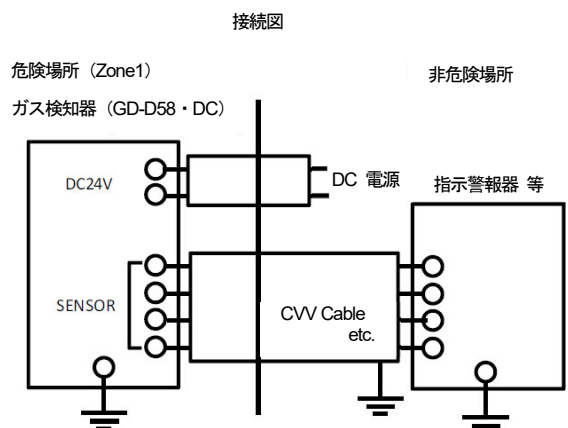 接続図
危険場所（Zone1）
非危険場所
ガス検知器（GD-D58・DC）
DC24V
DC 電源
指示警報器 等
SENSOR
CVV Cable
etc.